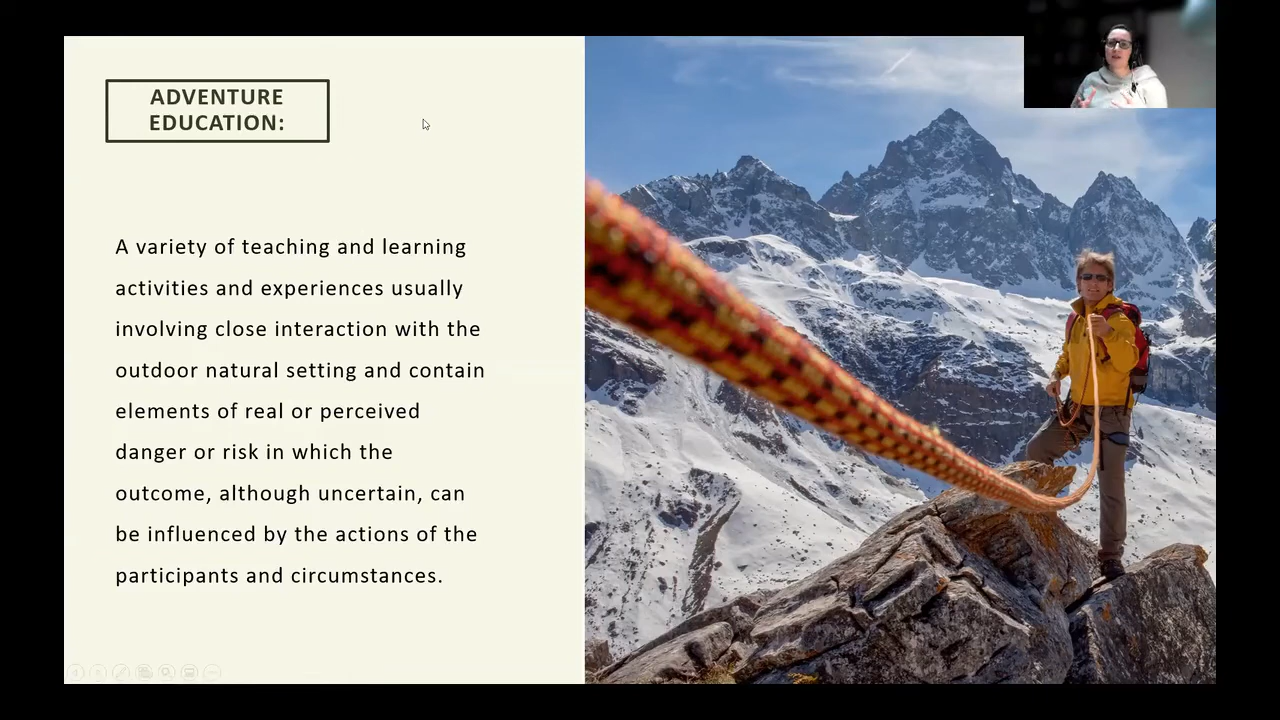 ADVENTURE
EDUCATION:
A variety of teaching and learning
activities and experiences usually
involving close interaction with the
outdoor natural setting and contain
elements of real or perceived
danger or risk in which the
outcome, although uncertain, can
be influenced by the actions of the
participants and circumstances.